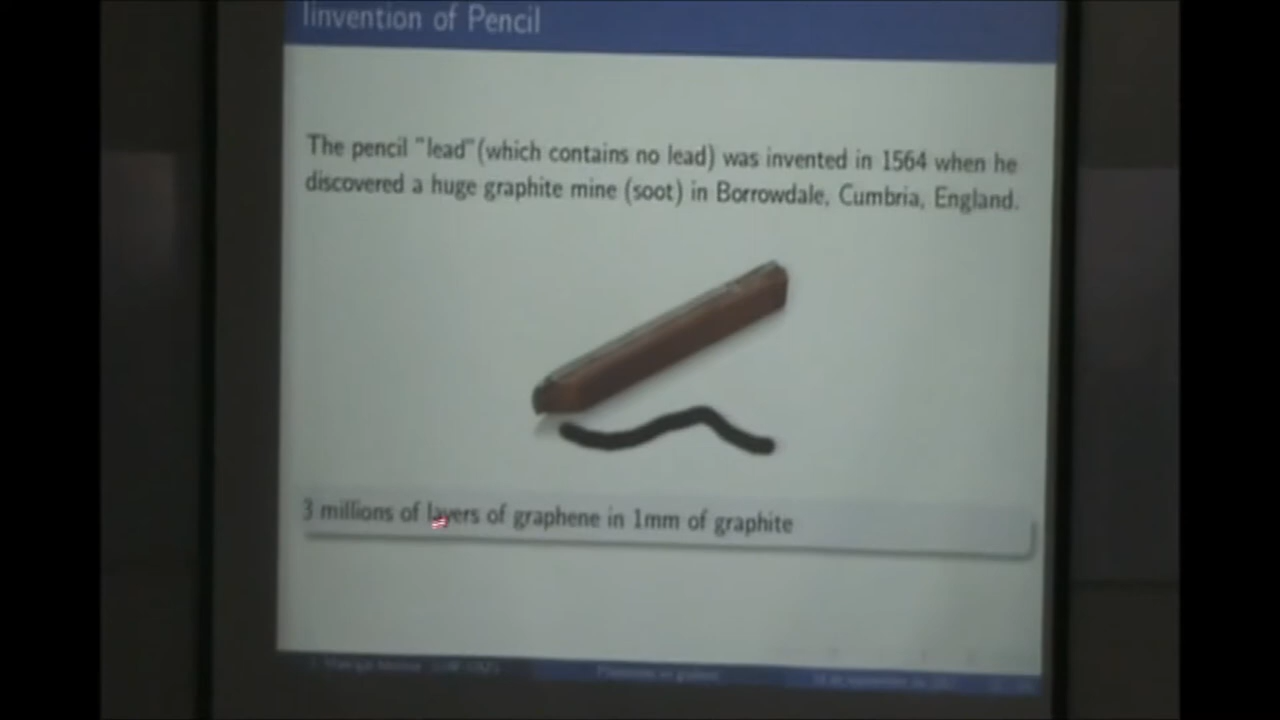 Iinvention of Pencil
The pencil "lead"(which contains no lead) was invented in 1564 when he
discovered a huge graphite mine (soot) in Borrowdale, Cumbria, England.
3 millions of layers of graphene in 1mm of graphite